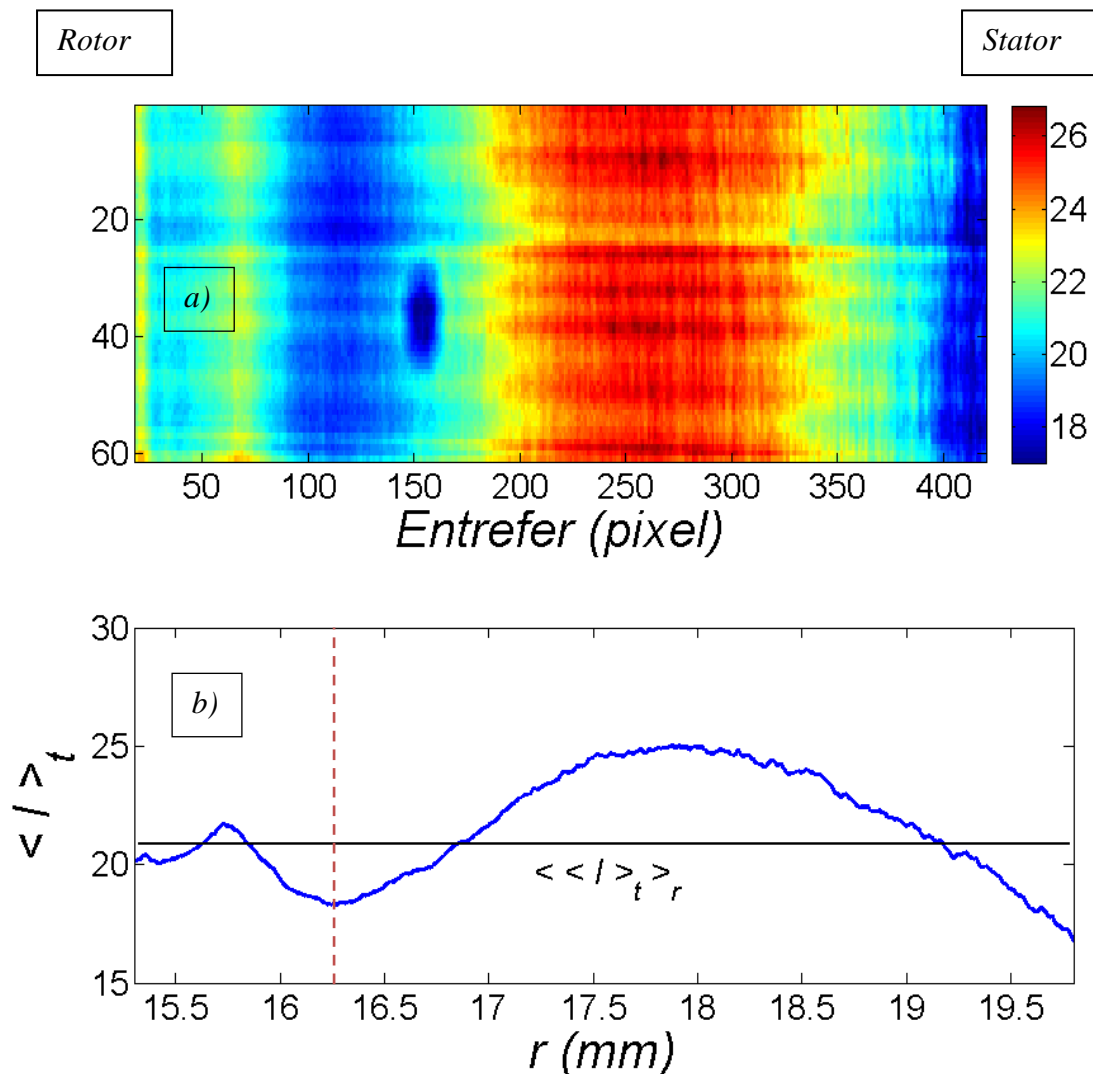 Rotor
Stator
a)
20
40
60
50 100 150 200 250 300 350 400
Entrefer (pixel)
26
24
22
20
18
b)
30
25
20
15
< I >t
< < I >t >r
15.5 16 16.5 17 17.5 18 18.5 19 19.5
r (mm)